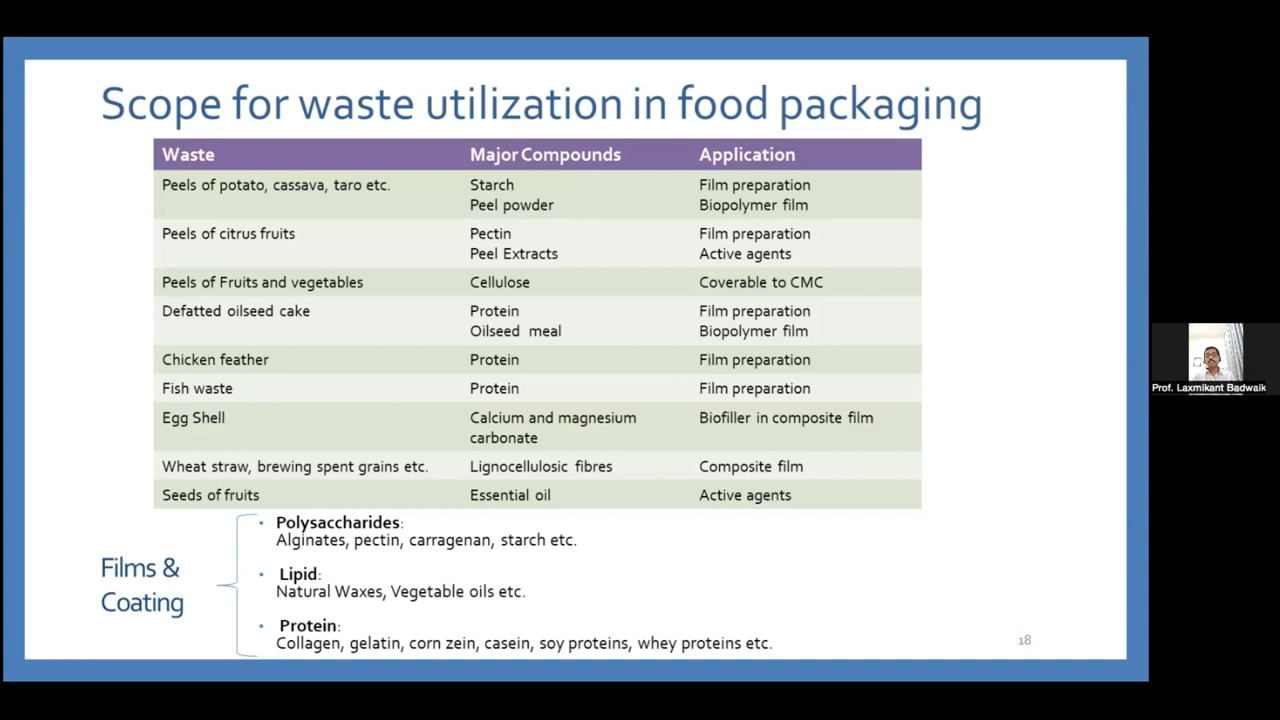 Scope for waste utilization in food packaging
Waste Major Compounds Application
Peels of potato, cassava, taro etc. Starch Film preparation
Peel powder Biopolymer film
Peels of citrus fruits Pectin Film preparation
Peel Extracts Active agents
Peels of Fruits and vegetables Cellulose Coverable to CMC
Defatted oilseed cake Protein Film preparation
Oilseed meal Biopolymer film
Chicken feather Protein Film preparation
Fish waste Protein Film preparation
Egg Shell Calcium and magnesium Biofiller in composite film
carbonate
Wheat straw, brewing spent grains etc. Lignocellulosic fibres Composite film
Seeds of fruits Essential oil Active agents
Films &
Coating
• Polysaccharides:
Alginates, pectin, carragenan, starch etc.
• Lipid:
Natural Waxes, Vegetable oils etc.
• Protein:
Collagen, gelatin, corn zein, casein, soy proteins, whey proteins etc.
18
Prof. Laxmikant Badwaik